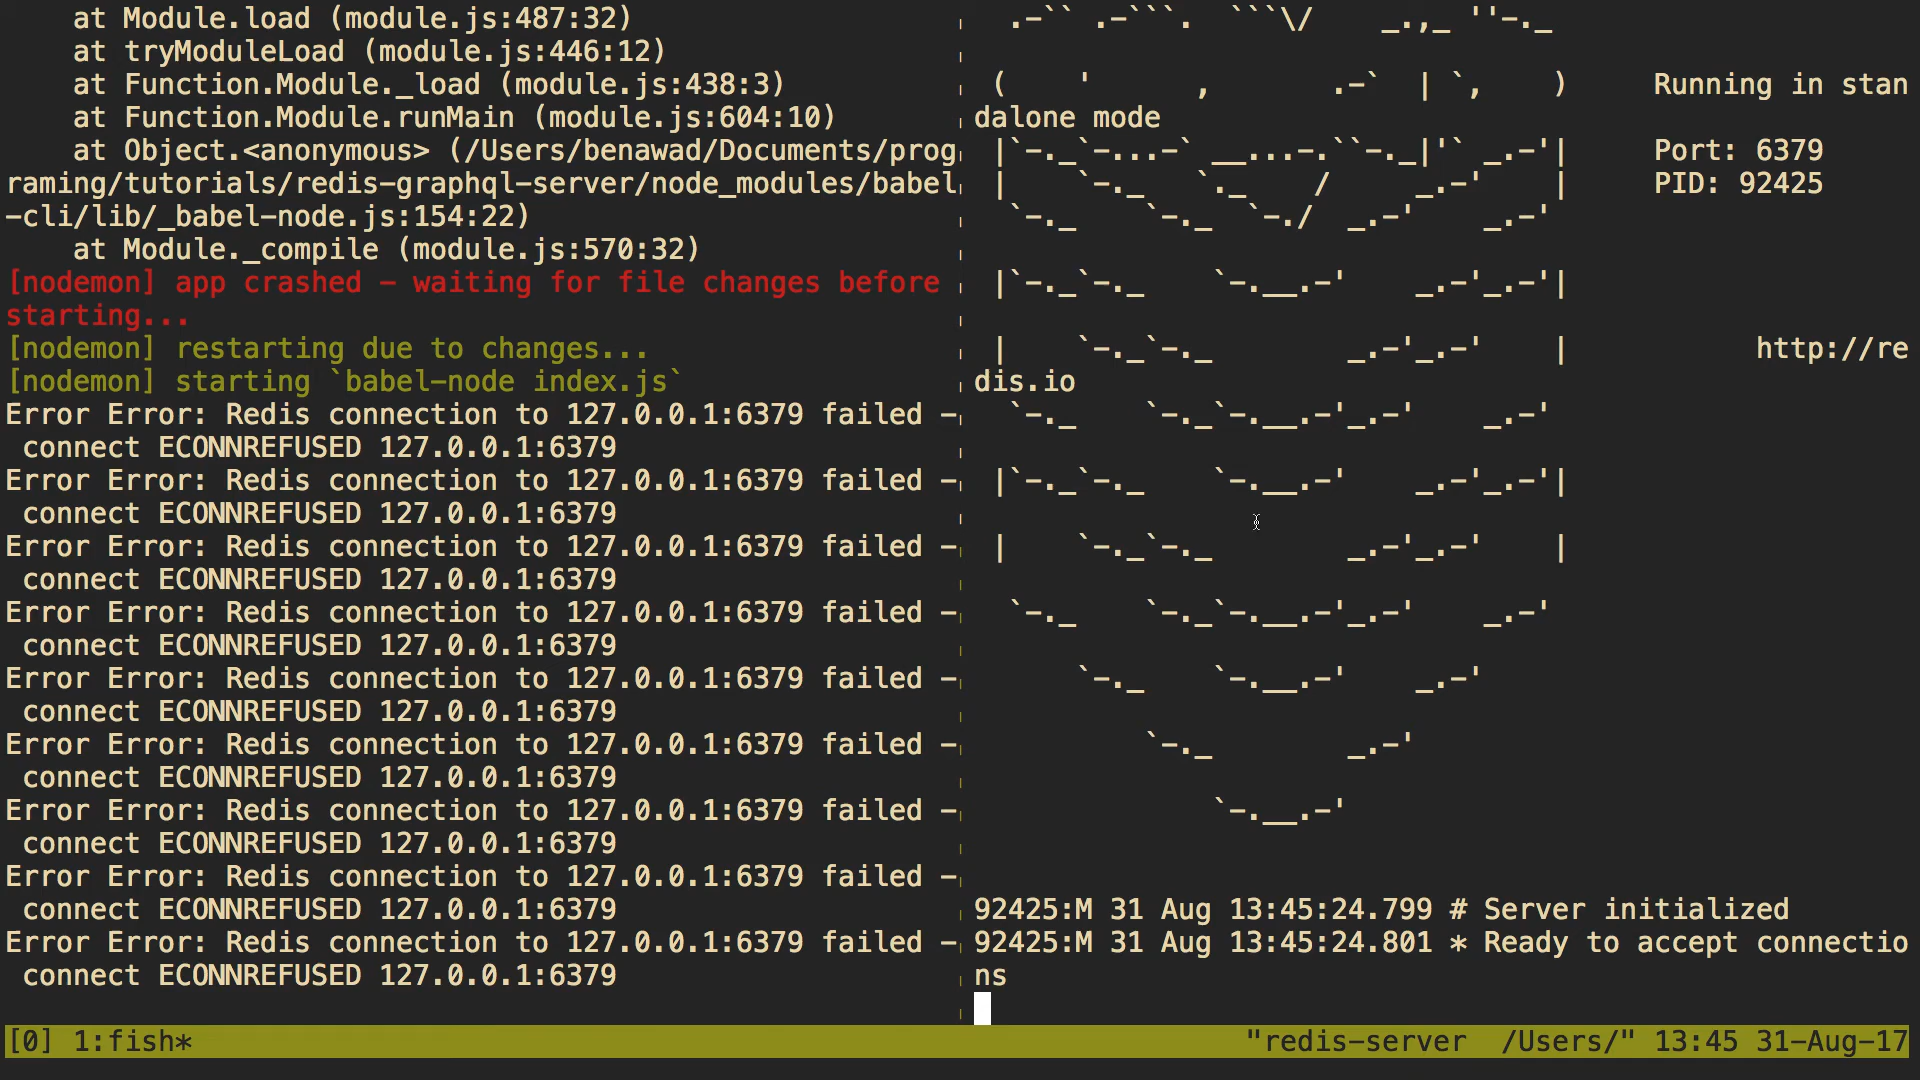 at Module.load (module.js:487:32)
at tryModuleLoad (module.js:446:12)
at Function.Module._load (module.js:438:3)
at Function.Module.runMain (module.js:604:10)
at Object.<anonymous> (/Users/benawad/Documents/prog
raming/tutorials/redis-graphql-server/node_modules/babel
-cli/lib/_babel-node.js:154:22)
at Module._compile (module.js:570:32)
[nodemon] app crashed - waiting for file changes before
starting...
[nodemon] restarting due to changes...
[nodemon] starting `babel-node index.js`
Error Error: Redis connection to 127.0.0.1:6379 failed -
connect ECONNREFUSED 127.0.0.1:6379
Error Error: Redis connection to 127.0.0.1:6379 failed -
connect ECONNREFUSED 127.0.0.1:6379
Error Error: Redis connection to 127.0.0.1:6379 failed -
connect ECONNREFUSED 127.0.0.1:6379
Error Error: Redis connection to 127.0.0.1:6379 failed -
connect ECONNREFUSED 127.0.0.1:6379
Error Error: Redis connection to 127.0.0.1:6379 failed -
connect ECONNREFUSED 127.0.0.1:6379
Error Error: Redis connection to 127.0.0.1:6379 failed -
connect ECONNREFUSED 127.0.0.1:6379
Error Error: Redis connection to 127.0.0.1:6379 failed -
connect ECONNREFUSED 127.0.0.1:6379
Error Error: Redis connection to 127.0.0.1:6379 failed -
connect ECONNREFUSED 127.0.0.1:6379
Error Error: Redis connection to 127.0.0.1:6379 failed -
connect ECONNREFUSED 127.0.0.1:6379
Running in stan
dalone mode
Port: 6379
PID: 92425
http://re
dis.io
92425:M 31 Aug 13:45:24.799 # Server initialized
92425:M 31 Aug 13:45:24.801 * Ready to accept connectio
ns
[0] 1:fish*
"redis-server  /Users/" 13:45 31-Aug-17